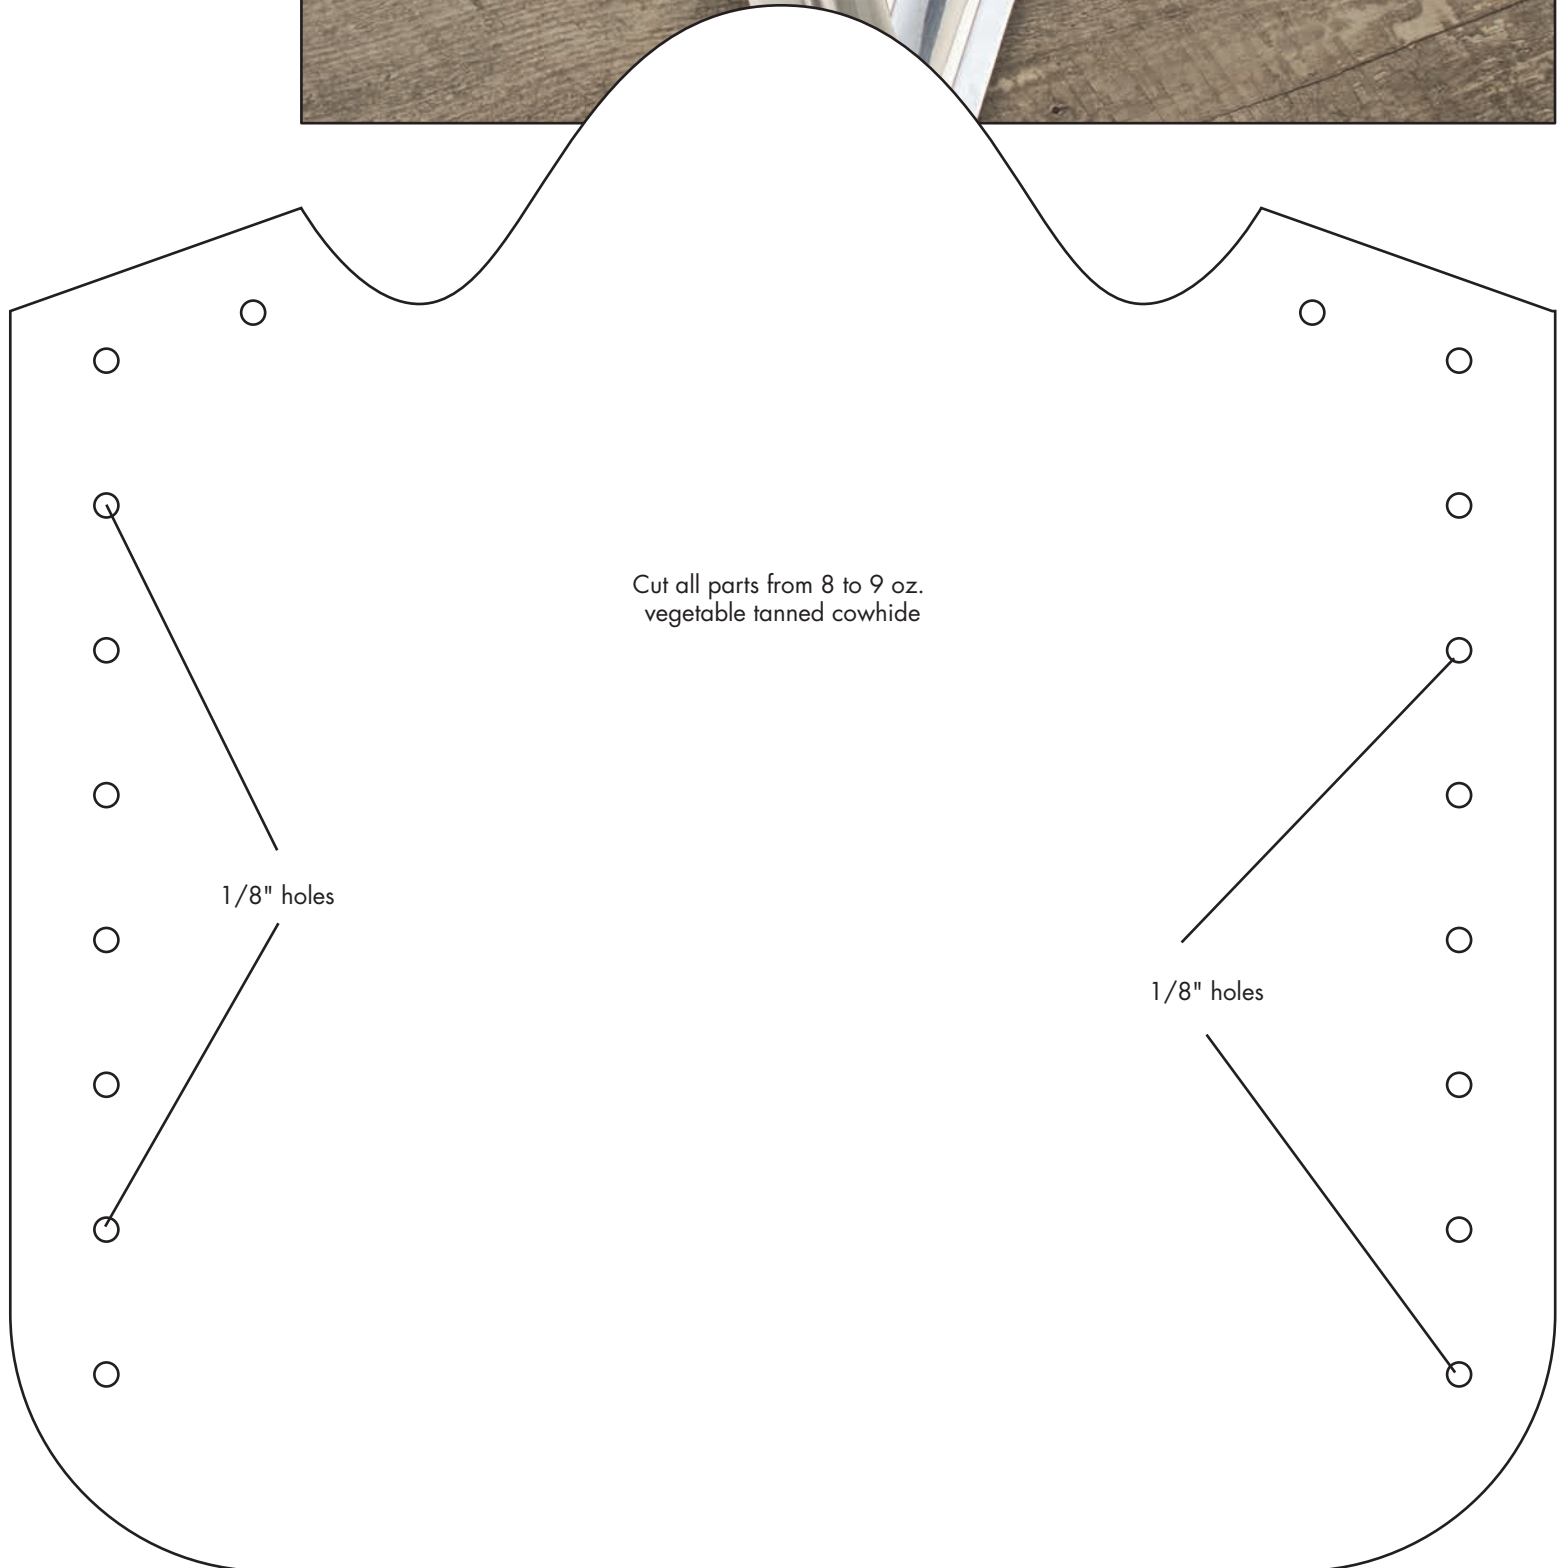 Cut all parts from 8 to 9 oz.
vegetable tanned cowhide
1/8" holes
1/8" holes